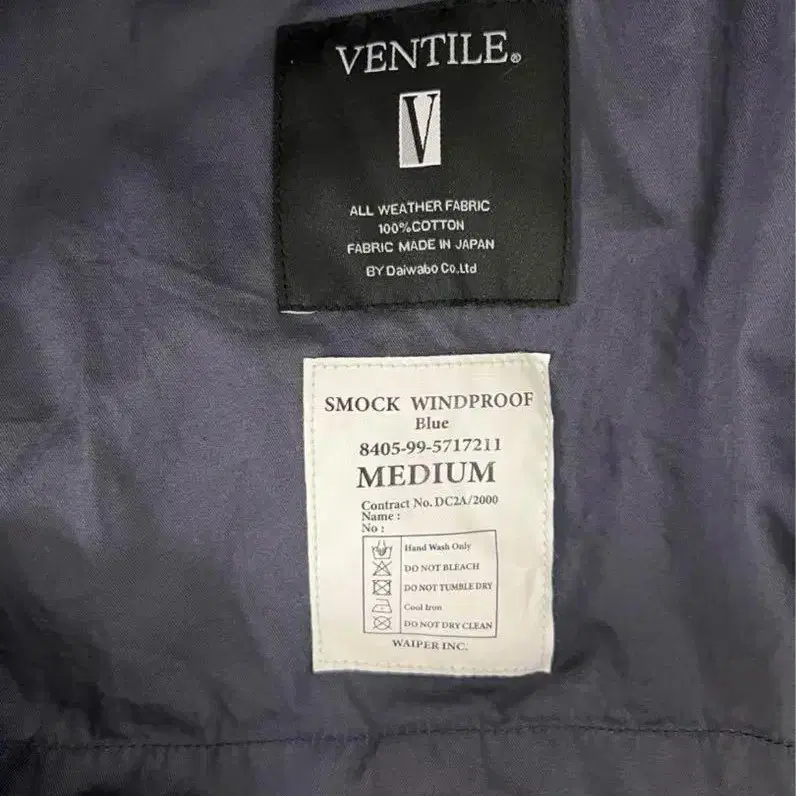 VENTILE®
V
ALL WEATHER FABRIC
100%COTTON
FABRIC MADE IN JAPAN
BY Daiwabo Co,Ltd
SMOCK WINDPROOF
Blue
8405-99-5717211
MEDIUM
Contract No. DC2A/2000
Name :
No :
Hand Wash Only
DO NOT BLEACH
DO NOT TUMBLE DRY
Cool Iron
DO NOT DRY CLEAN
WAIPER INC.